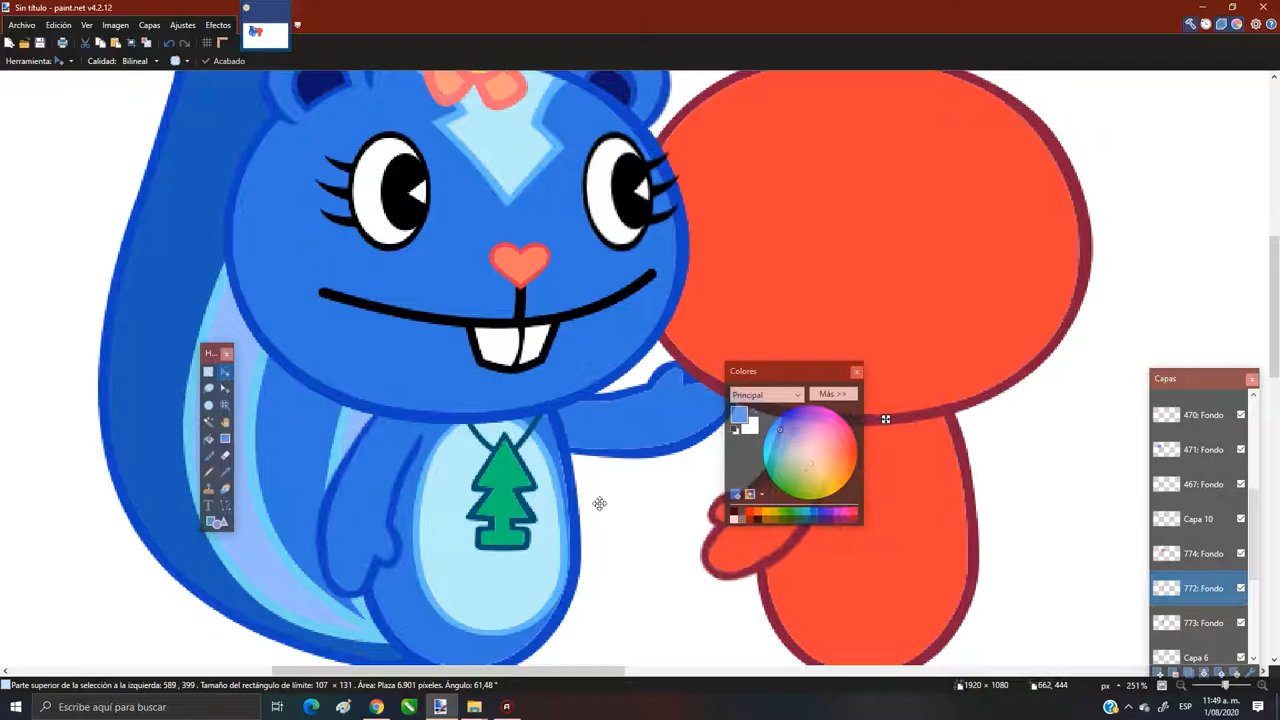 Sin título - paint.net v4.2.12
Archivo Edición Ver Imagen Capas Ajustes Efectos
Herramienta: Calidad: Bilineal Acabado
H...
Colores
Principal Más >>
Capas
470: Fondo
471: Fondo
467: Fondo
Capa 10
774: Fondo
772: Fondo
773: Fondo
Capa 6
Parte superior de la selección a la izquierda: 589 , 399 . Tamaño del rectángulo de límite: 107 × 131 . Área: Plaza 6.901 píxeles. Ángulo: 61,48 ° 1920 × 1080 662, 444 px 251%
Escribe aquí para buscar ESP 11:49 a. m.
1/08/2020